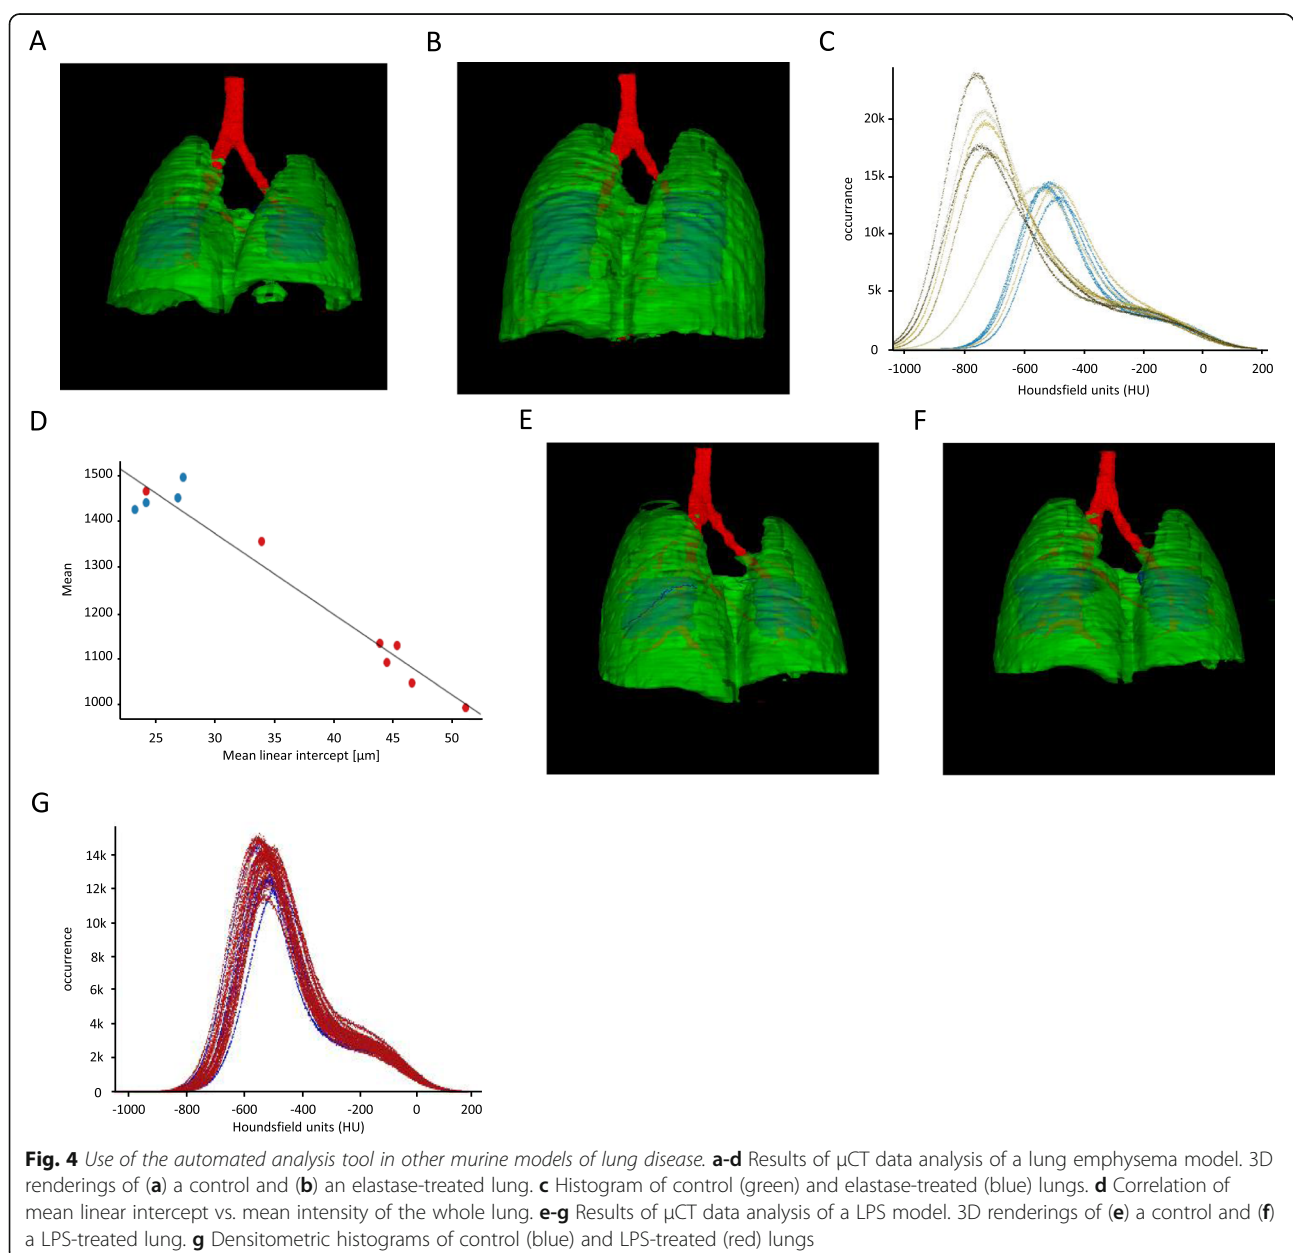 A
B
C
20k
15k
10k
5k
0
occurrance
-1000 -800 -600 -400 -200 0 200
Houndsfield units (HU)
D
1500
1400
1300
1200
1100
1000
Mean
25 30 35 40 45 50
Mean linear intercept [µm]
E
F
G
14k
12k
10k
8k
6k
4k
2k
0
occurrence
-1000 -800 -600 -400 -200 0 200
Houndsfield units (HU)
Fig. 4 Use of the automated analysis tool in other murine models of lung disease. a-d Results of µCT data analysis of a lung emphysema model. 3D
renderings of (a) a control and (b) an elastase-treated lung. c Histogram of control (green) and elastase-treated (blue) lungs. d Correlation of
mean linear intercept vs. mean intensity of the whole lung. e-g Results of µCT data analysis of a LPS model. 3D renderings of (e) a control and (f)
a LPS-treated lung. g Densitometric histograms of control (blue) and LPS-treated (red) lungs